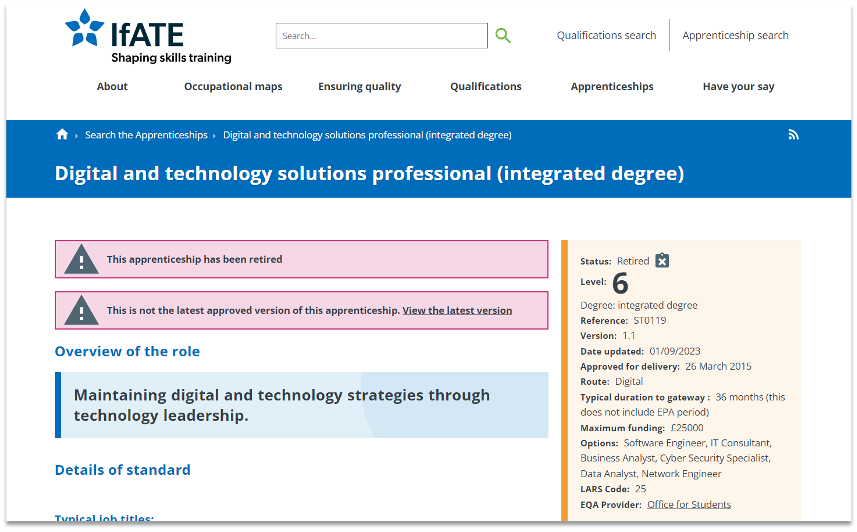 IfATE
Shaping skills training
Search...
Qualifications search
Apprenticeship search
About
Occupational maps
Ensuring quality
Qualifications
Apprenticeships
Have your say
Search the Apprenticeships › Digital and technology solutions professional (integrated degree)
Digital and technology solutions professional (integrated degree)
This apprenticeship has been retired
This is not the latest approved version of this apprenticeship. View the latest version
Overview of the role
Maintaining digital and technology strategies through
technology leadership.
Details of standard
Typical job titles:
Status: Retired
Level: 6
Degree: integrated degree
Reference: ST0119
Version: 1.1
Date updated: 01/09/2023
Approved for delivery: 26 March 2015
Route: Digital
Typical duration to gateway : 36 months (this
does not include EPA period)
Maximum funding: £25000
Options: Software Engineer, IT Consultant,
Business Analyst, Cyber Security Specialist,
Data Analyst, Network Engineer
LARS Code: 25
EQA Provider: Office for Students